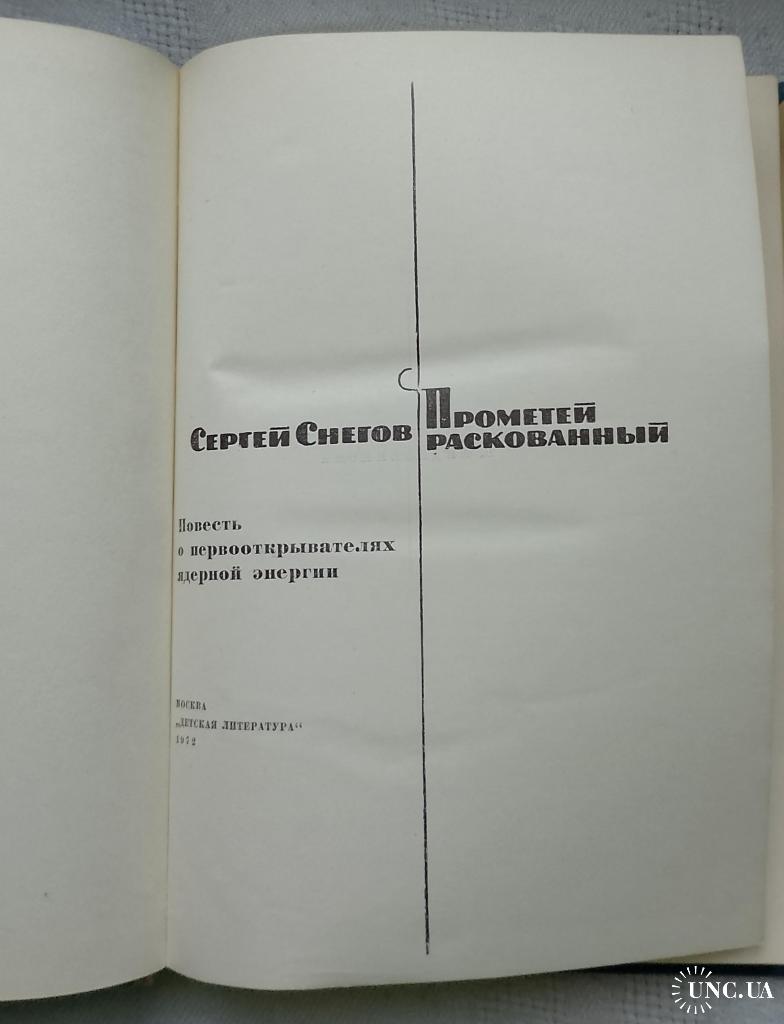 Сергей Снегов
Прометей
раскованный
Повесть
о первооткрывателях
ядерной энергии
МОСКВА
„ДЕТСКАЯ ЛИТЕРАТУРА“
1972
UNC.UA